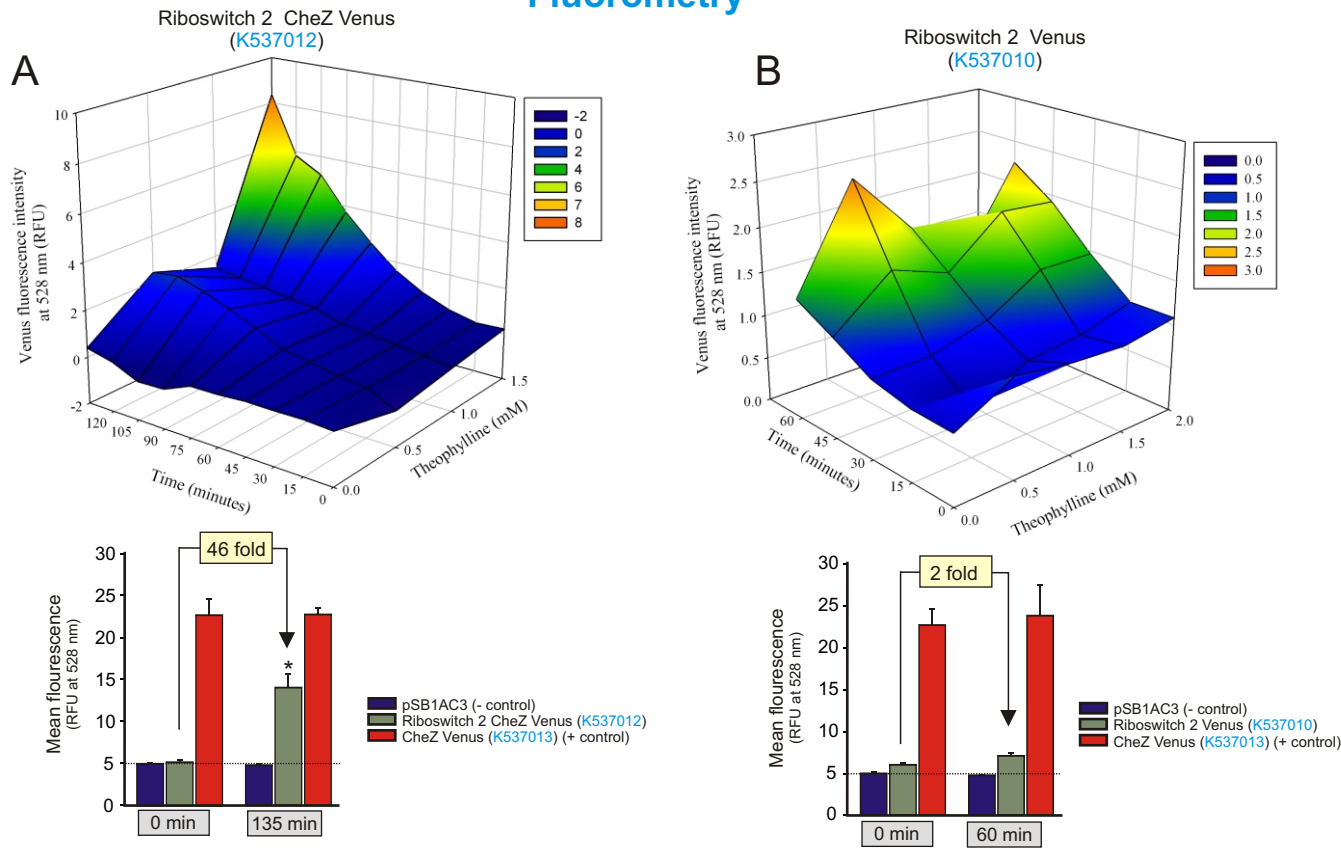 Fluorometry
Riboswitch 2 CheZ Venus
(K537012)
A
Venus fluorescence intensity
at 528 nm (RFU)
10
8
6
4
2
0
-2
120
105
90
75
60
45
30
15
0
Time (minutes)
0.0
0.5
1.0
1.5
Theophylline (mM)
-2
0
2
4
6
7
8
Riboswitch 2 Venus
(K537010)
B
Venus fluorescence intensity
at 528 nm (RFU)
3.0
2.5
2.0
1.5
1.0
0.5
0.0
60
45
30
15
0
Time (minutes)
0.0
0.5
1.0
1.5
2.0
Theophylline (mM)
0.0
0.5
1.0
1.5
2.0
2.5
3.0
46 fold
Mean flourescence
(RFU at 528 nm)
30
25
20
15
10
5
0
*
0 min
135 min
pSB1AC3 (- control)
Riboswitch 2 CheZ Venus (K537012)
CheZ Venus (K537013) (+ control)
2 fold
Mean flourescence
(RFU at 528 nm)
30
25
20
15
10
5
0
0 min
60 min
pSB1AC3 (- control)
Riboswitch 2 Venus (K537010)
CheZ Venus (K537013) (+ control)